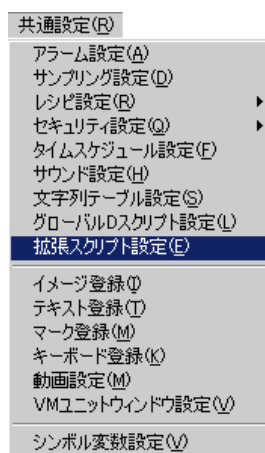 共通設定(R)
アラーム設定(A)
サンプリング設定(D)
レシピ設定(R)
セキュリティ設定(Q)
タイムスケジュール設定(F)
サウンド設定(H)
文字列テーブル設定(S)
グローバルDスクリプト設定(L)
拡張スクリプト設定(E)
イメージ登録(I)
テキスト登録(T)
マーク登録(M)
キーボード登録(K)
動画設定(M)
VMユニットウィンドウ設定(V)
シンボル変数設定(V)